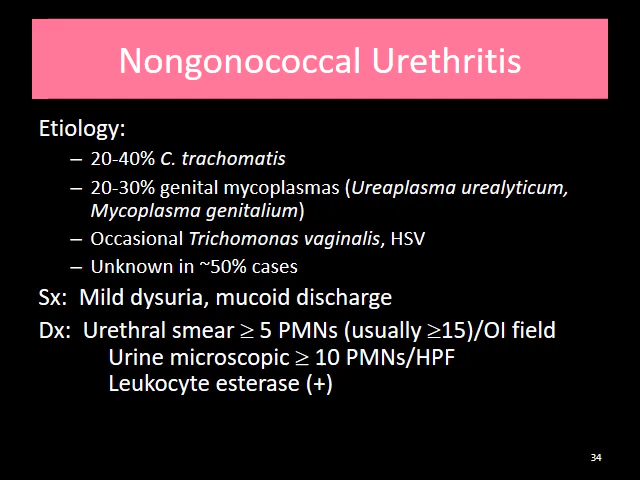 Nongonococcal Urethritis
Etiology:
– 20-40% C. trachomatis
– 20-30% genital mycoplasmas (Ureaplasma urealyticum,
Mycoplasma genitalium)
– Occasional Trichomonas vaginalis, HSV
– Unknown in ~50% cases
Sx: Mild dysuria, mucoid discharge
Dx: Urethral smear ≥ 5 PMNs (usually ≥15)/OI field
Urine microscopic ≥ 10 PMNs/HPF
Leukocyte esterase (+)
34